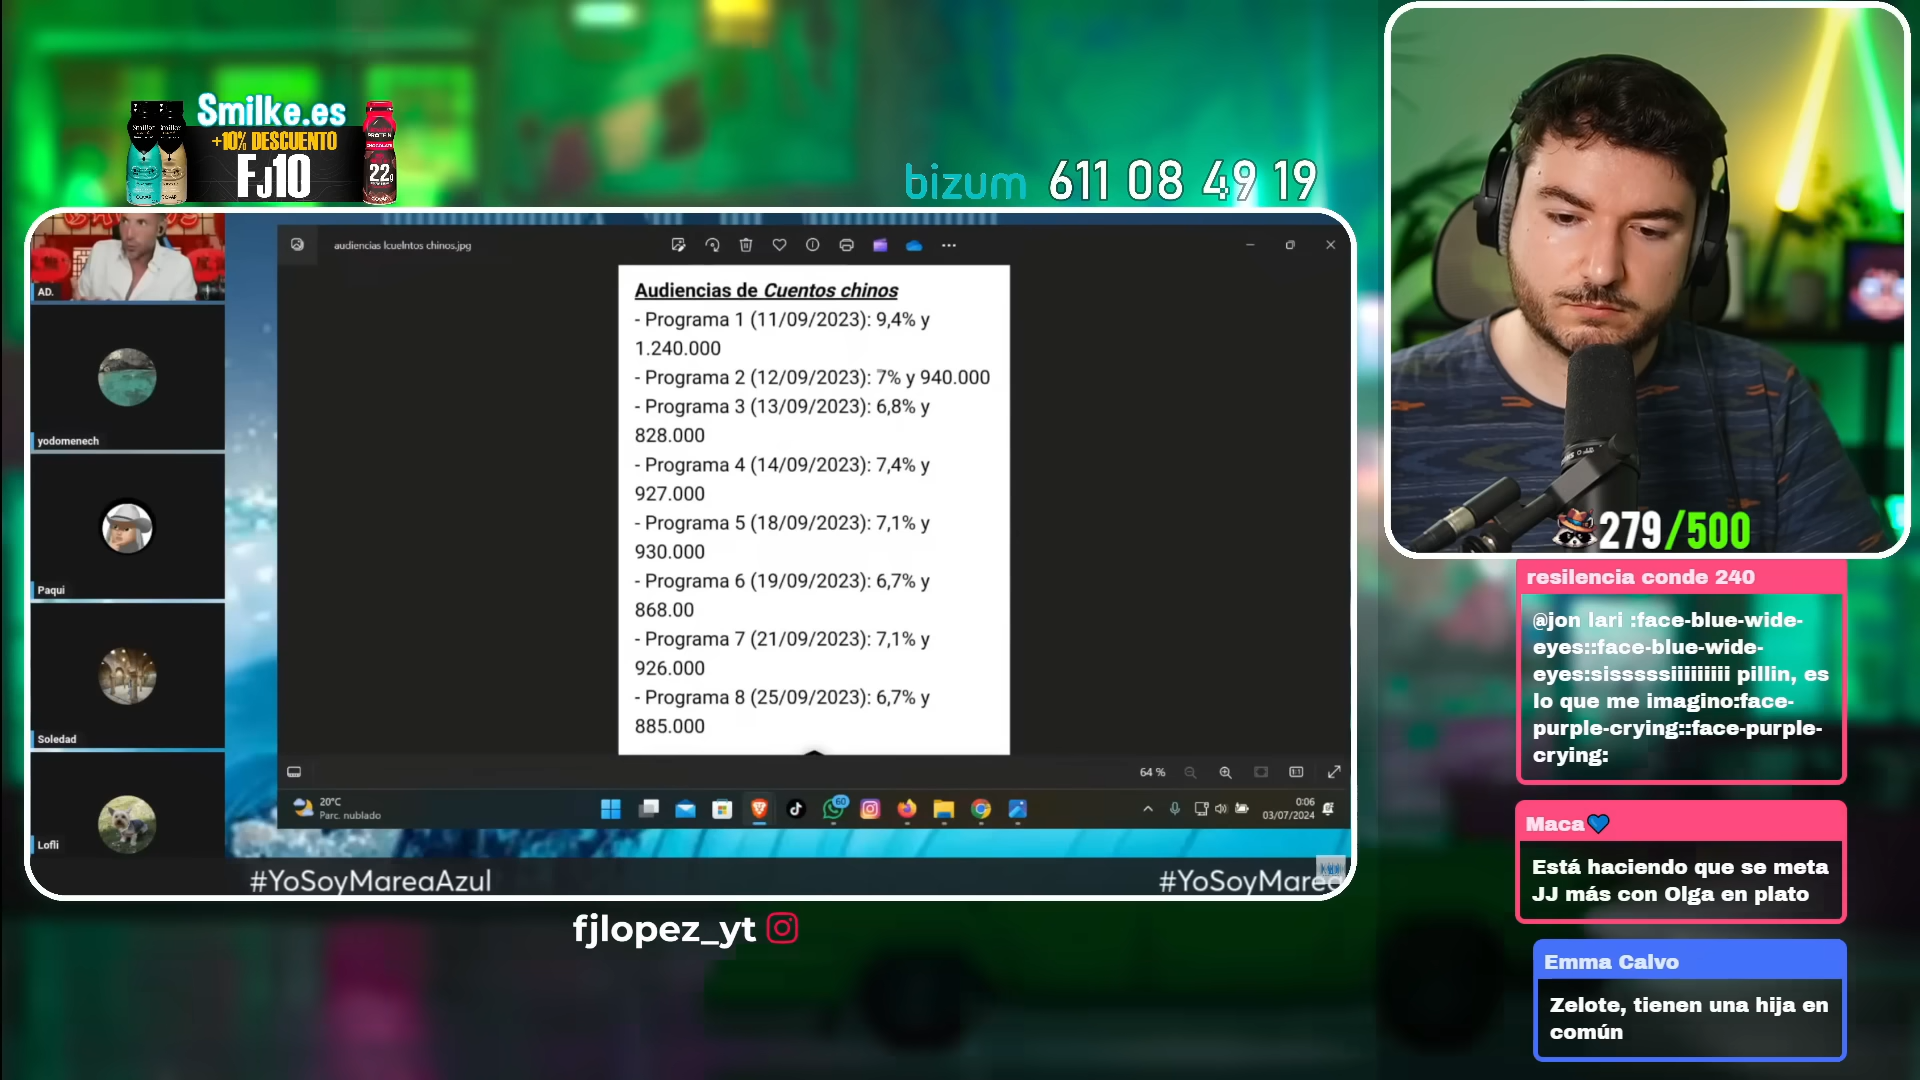 Smilke.es
+10% DESCUENTO
FJ10
22g
bizum 611 08 49 19
audiencias lcuelntos chinos.jpg
AD.
yodomenech
Paqui
Soledad
Lofli
Audiencias de Cuentos chinos
- Programa 1 (11/09/2023): 9,4% y
1.240.000
- Programa 2 (12/09/2023): 7% y 940.000
- Programa 3 (13/09/2023): 6,8% y
828.000
- Programa 4 (14/09/2023): 7,4% y
927.000
- Programa 5 (18/09/2023): 7,1% y
930.000
- Programa 6 (19/09/2023): 6,7% y
868.00
- Programa 7 (21/09/2023): 7,1% y
926.000
- Programa 8 (25/09/2023): 6,7% y
885.000
64 %
20°C
Parc. nublado
60
0:06
03/07/2024
#YoSoyMareaAzul
#YoSoyMarea
fjlopez_yt
279/500
resilencia conde 240
@jon lari :face-blue-wide-
eyes::face-blue-wide-
eyes:sisssssiiiiiiiii pillin, es
lo que me imagino:face-
purple-crying::face-purple-
crying:
Maca
Está haciendo que se meta
JJ más con Olga en plato
Emma Calvo
Zelote, tienen una hija en
común